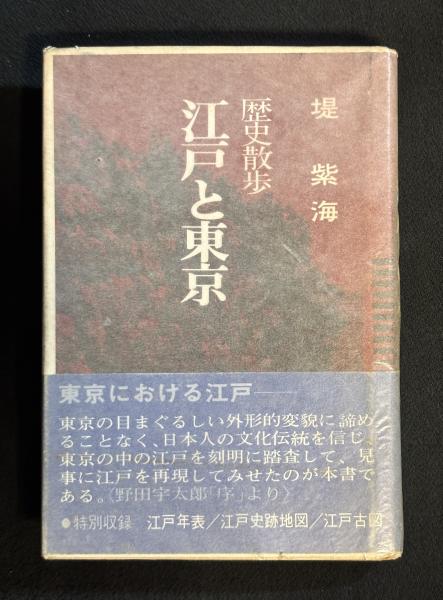 堤 紫海
歴史散歩
江戸と東京
東京における江戸――
東京の目まぐるしい外形的変貌に諦め
ることなく、日本人の文化伝統を信じ、
東京の中の江戸を刻明に踏査して、見
事に江戸を再現してみせたのが本書で
ある。〈野田宇太郎「序」より〉
●特別収録 江戸年表/江戸史跡地図/江戸古図